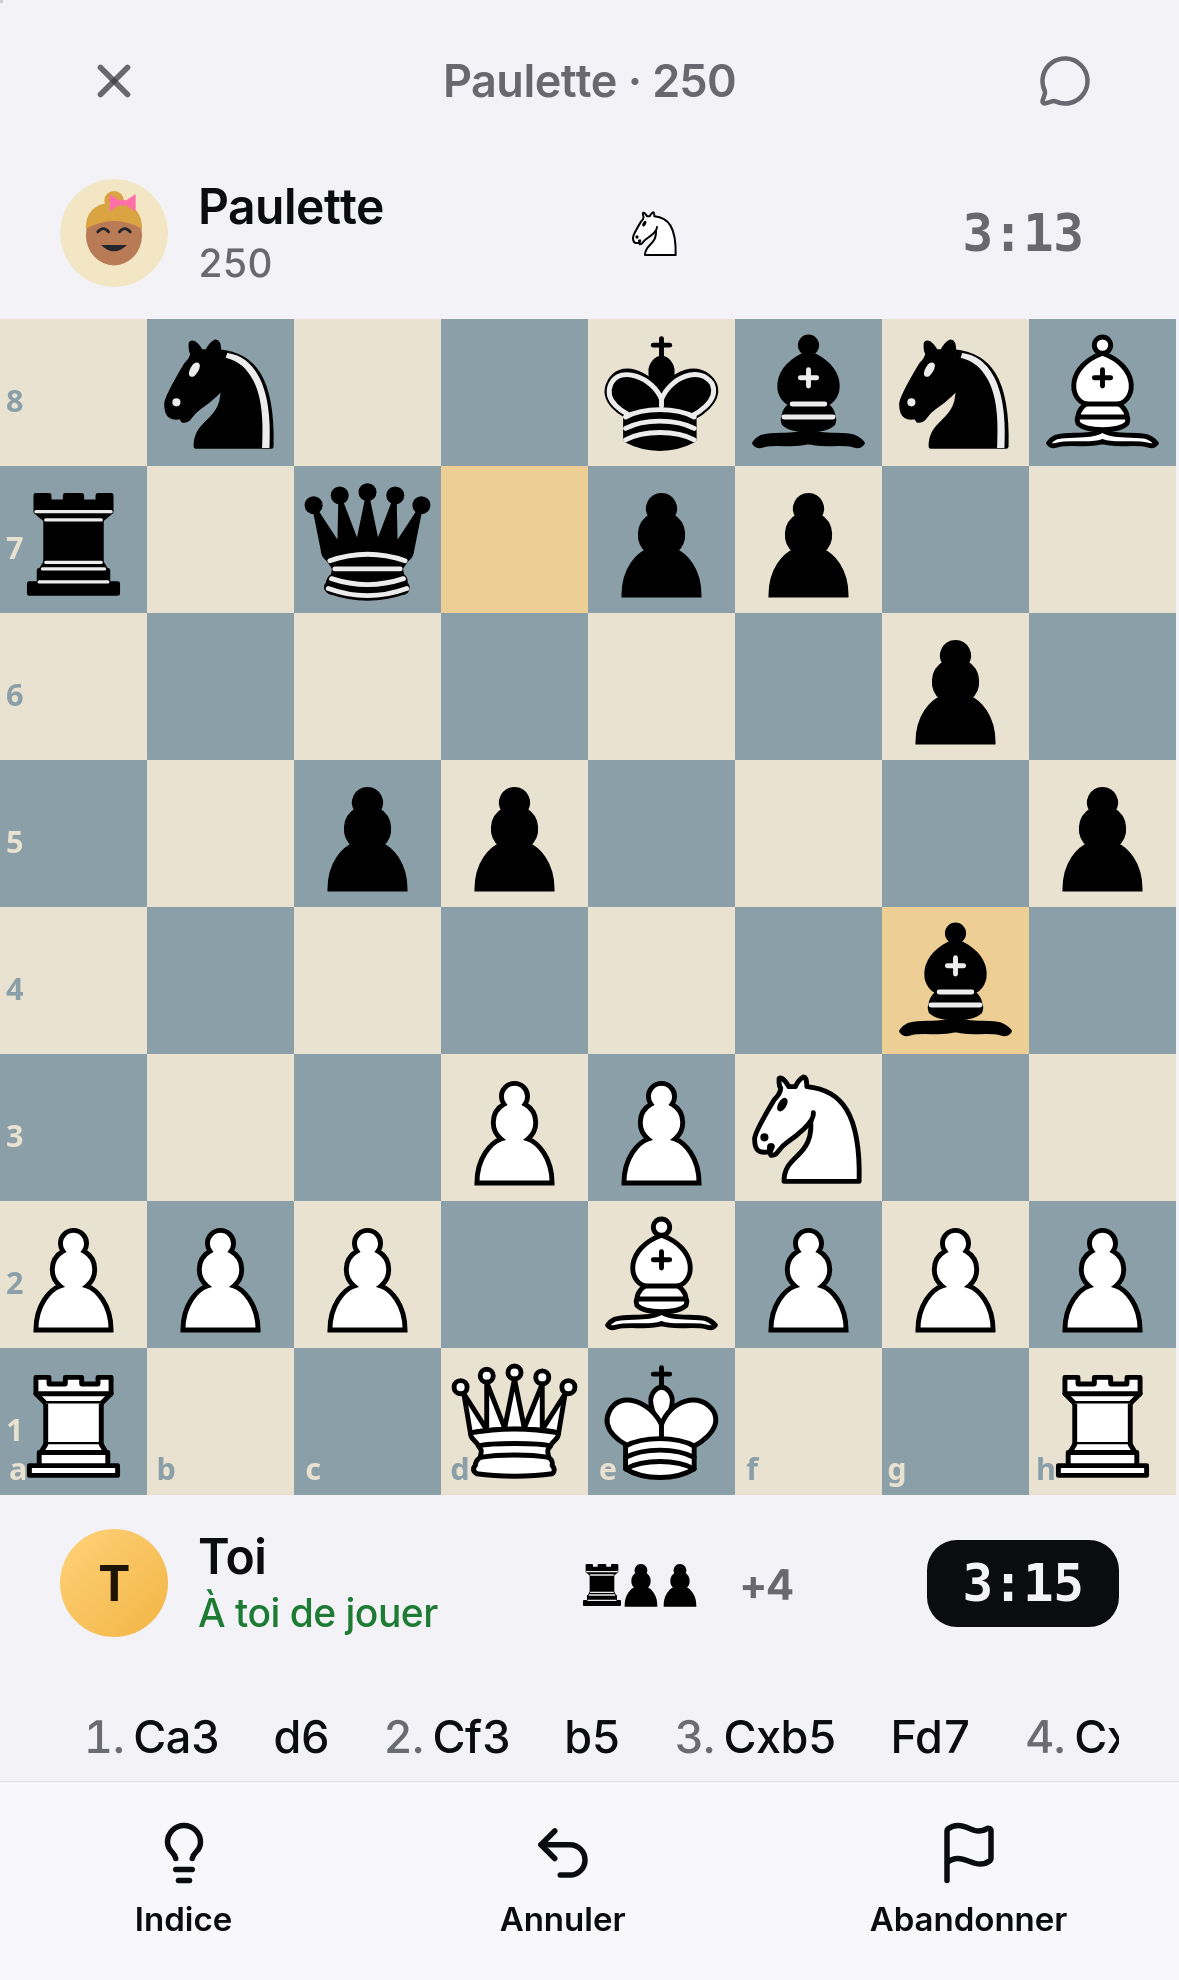 Paulette · 250
Paulette
250
3:13
8
7
6
5
4
3
2
1
a b c d e f g h
T
Toi
À toi de jouer
+4
3:15
1. Ca3 d6 2. Cf3 b5 3. Cxb5 Fd7 4.
Indice
Annuler
Abandonner